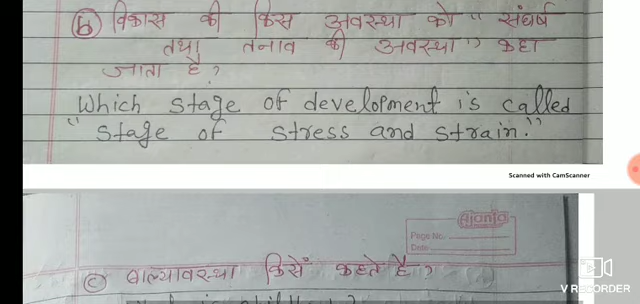 (b) विकास की किस अवस्था को "संघर्ष
तथा तनाव की अवस्था" कहा
जाता है?
Which stage of development is called
"stage of stress and strain."
Scanned with CamScanner
Ajanta
Page No.
Date
(c) बाल्यावस्था किसें कहते है?
V RECORDER